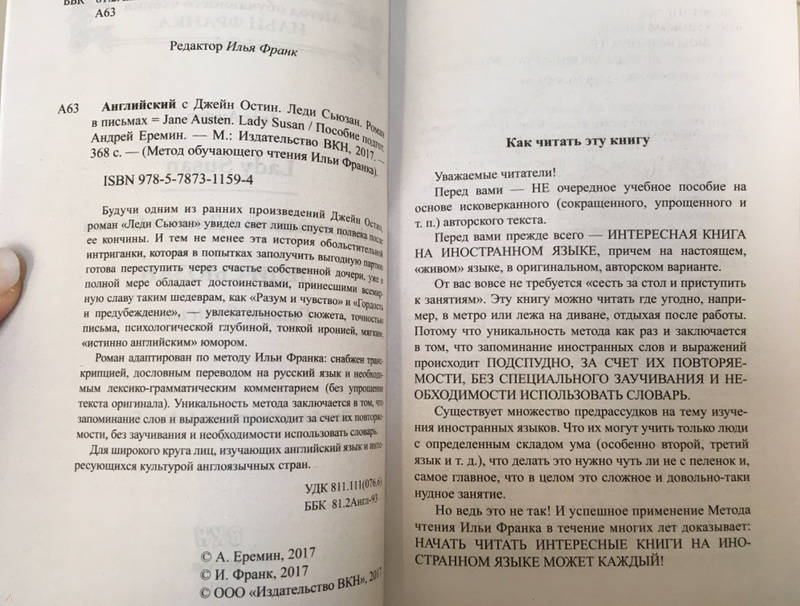 А63
Редактор Илья Франк
А63 Английский с Джейн Остин. Леди Сьюзан. Роман
в письмах = Jane Austen. Lady Susan / Пособие подгот.
Андрей Еремин. — М.: Издательство ВКН, 2017. —
368 с. — (Метод обучающего чтения Ильи Франка).
ISBN 978-5-7873-1159-4
Будучи одним из ранних произведений Джейн Остин,
роман «Леди Сьюзан» увидел свет лишь спустя полвека после
ее кончины. И тем не менее эта история обольстительной
интриганки, которая в попытках заполучить выгодную партию
готова переступить через счастье собственной дочери, уже в
полной мере обладает достоинствами, принесшими всемир-
ную славу таким шедеврам, как «Разум и чувство» и «Гордость
и предубеждение», — увлекательностью сюжета, точностью
письма, психологической глубиной, тонкой иронией, мягким,
«истинно английским» юмором.
Роман адаптирован по методу Ильи Франка: снабжен транс-
крипцией, дословным переводом на русский язык и необходи-
мым лексико-грамматическим комментарием (без упрощения
текста оригинала). Уникальность метода заключается в том, что
запоминание слов и выражений происходит за счет их повторяе-
мости, без заучивания и необходимости использовать словарь.
Для широкого круга лиц, изучающих английский язык и инте-
ресующихся культурой англоязычных стран.
УДК 811.111(076.6)
ББК 81.2Англ-93
© А. Еремин, 2017
© И. Франк, 2017
© ООО «Издательство ВКН», 2017
Как читать эту книгу
Уважаемые читатели!
Перед вами — НЕ очередное учебное пособие на
основе исковерканного (сокращенного, упрощенного и
т. п.) авторского текста.
Перед вами прежде всего — ИНТЕРЕСНАЯ КНИГА
НА ИНОСТРАННОМ ЯЗЫКЕ, причем на настоящем,
«живом» языке, в оригинальном, авторском варианте.
От вас вовсе не требуется «сесть за стол и приступить
к занятиям». Эту книгу можно читать где угодно, напри-
мер, в метро или лежа на диване, отдыхая после работы.
Потому что уникальность метода как раз и заключается
в том, что запоминание иностранных слов и выражений
происходит ПОДСПУДНО, ЗА СЧЕТ ИХ ПОВТОРЯЕ-
МОСТИ, БЕЗ СПЕЦИАЛЬНОГО ЗАУЧИВАНИЯ И НЕ-
ОБХОДИМОСТИ ИСПОЛЬЗОВАТЬ СЛОВАРЬ.
Существует множество предрассудков на тему изуче-
ния иностранных языков. Что их могут учить только люди
с определенным складом ума (особенно второй, третий
язык и т. д.), что делать это нужно чуть ли не с пеленок и,
самое главное, что в целом это сложное и довольно-таки
нудное занятие.
Но ведь это не так! И успешное применение Метода
чтения Ильи Франка в течение многих лет доказывает:
НАЧАТЬ ЧИТАТЬ ИНТЕРЕСНЫЕ КНИГИ НА ИНО-
СТРАННОМ ЯЗЫКЕ МОЖЕТ КАЖДЫЙ!